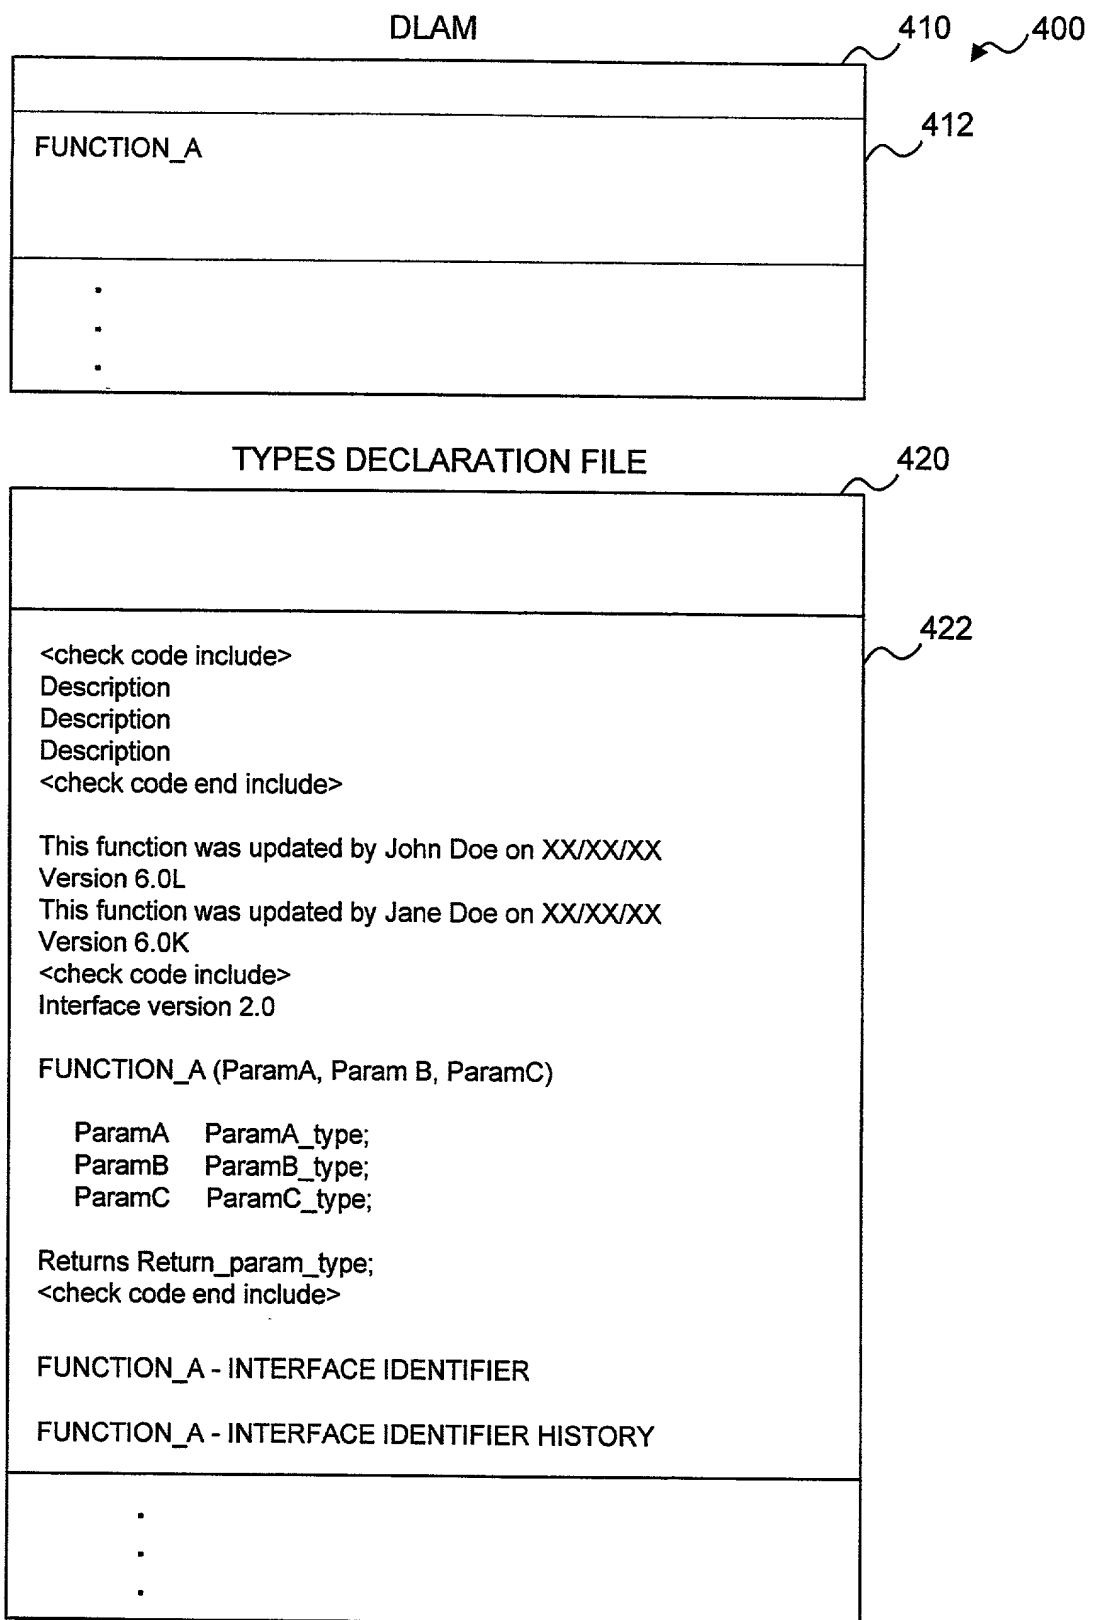 DLAM
410
400
412
FUNCTION_A
.
.
.
TYPES DECLARATION FILE
420
422
<check code include>
Description
Description
Description
<check code end include>
This function was updated by John Doe on XX/XX/XX
Version 6.0L
This function was updated by Jane Doe on XX/XX/XX
Version 6.0K
<check code include>
Interface version 2.0
FUNCTION_A (ParamA, Param B, ParamC)
ParamA ParamA_type;
ParamB ParamB_type;
ParamC ParamC_type;
Returns Return_param_type;
<check code end include>
FUNCTION_A - INTERFACE IDENTIFIER
FUNCTION_A - INTERFACE IDENTIFIER HISTORY
.
.
.